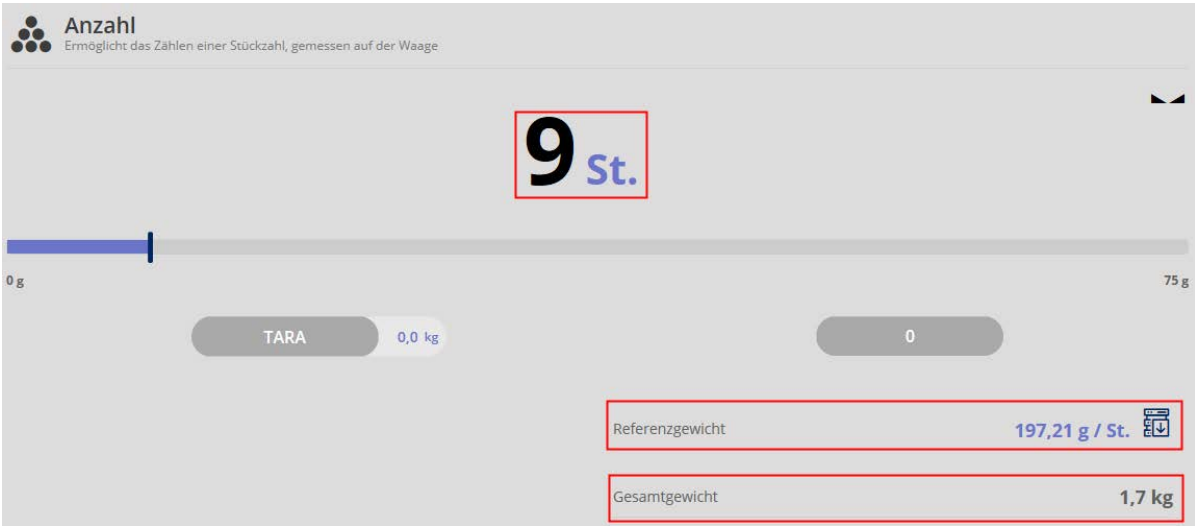 Anzahl
Ermöglicht das Zählen einer Stückzahl, gemessen auf der Waage
9 St.
0 g
75 g
TARA
0,0 kg
0
Referenzgewicht
197,21 g / St.
Gesamtgewicht
1,7 kg